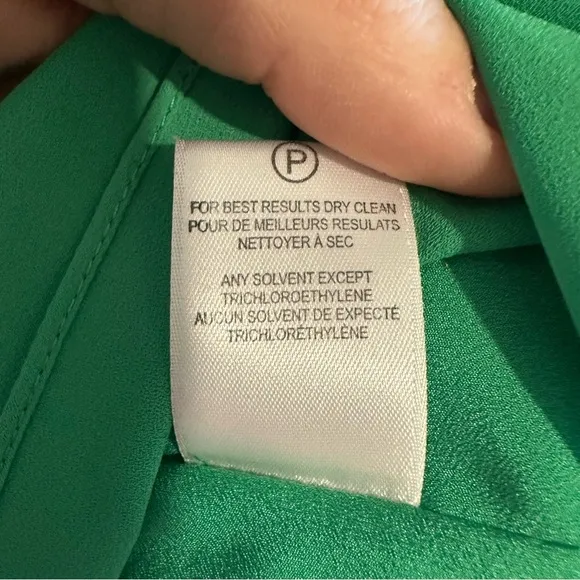 P
FOR BEST RESULTS DRY CLEAN
POUR DE MEILLEURS RESULATS
NETTOYER À SEC
ANY SOLVENT EXCEPT
TRICHLOROETHYLENE
AUCUN SOLVENT DE EXPECTÉ
TRICHLORÉTHYLÈNE